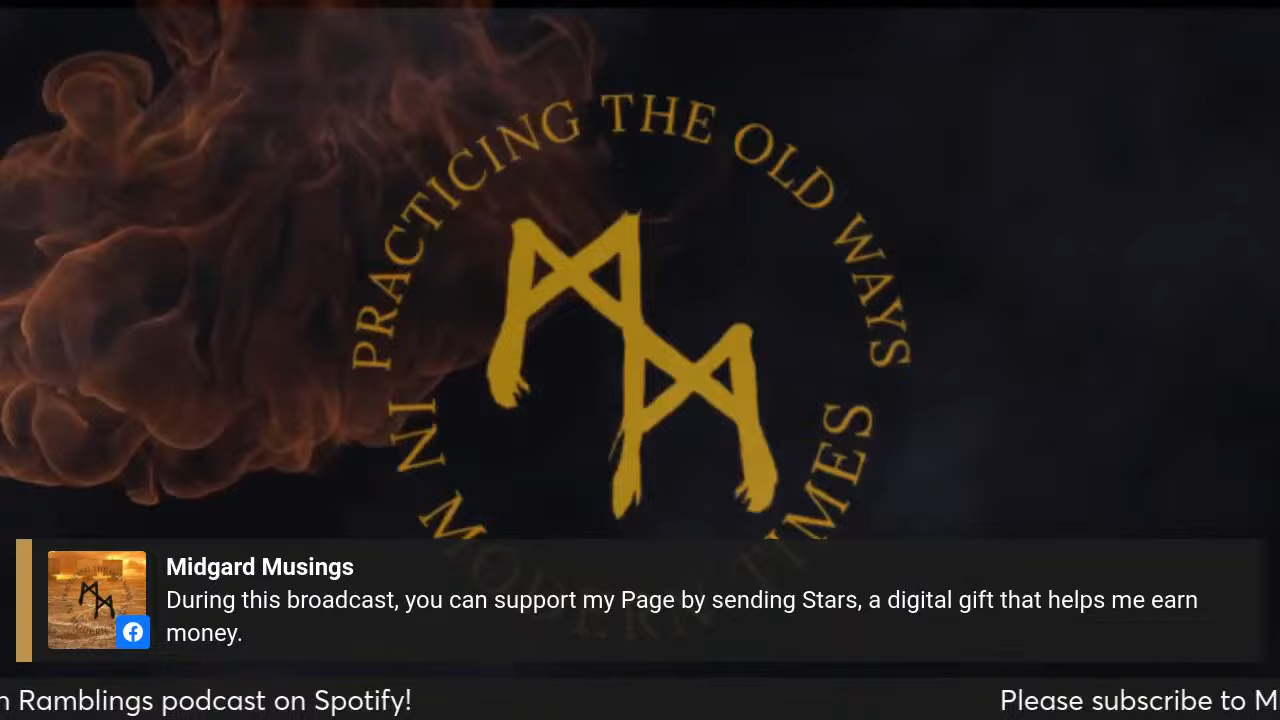 PRACTICING THE OLD WAYS
IN MODERN TIMES
Midgard Musings
During this broadcast, you can support my Page by sending Stars, a digital gift that helps me earn
money.
n Ramblings podcast on Spotify!
Please subscribe to M